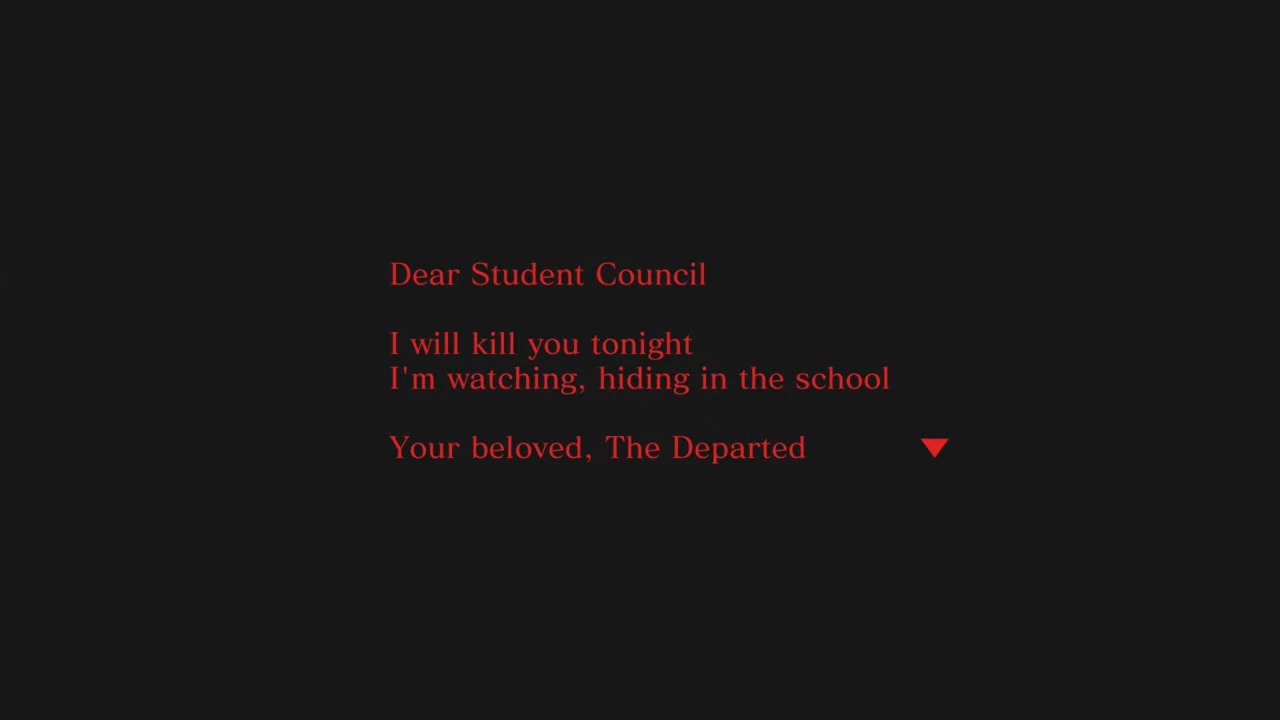 Dear Student Council
I will kill you tonight
I'm watching, hiding in the school
Your beloved, The Departed